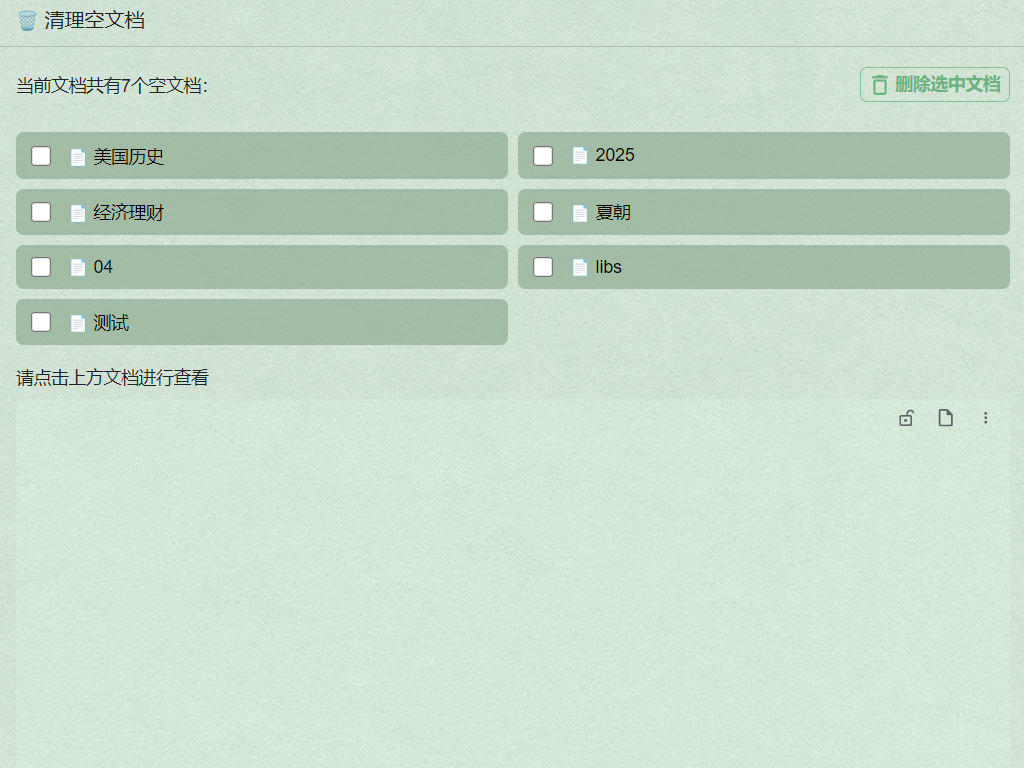 清理空文档
当前文档共有7个空文档：
删除选中文档
美国历史
2025
经济理财
夏朝
04
libs
测试
请点击上方文档进行查看